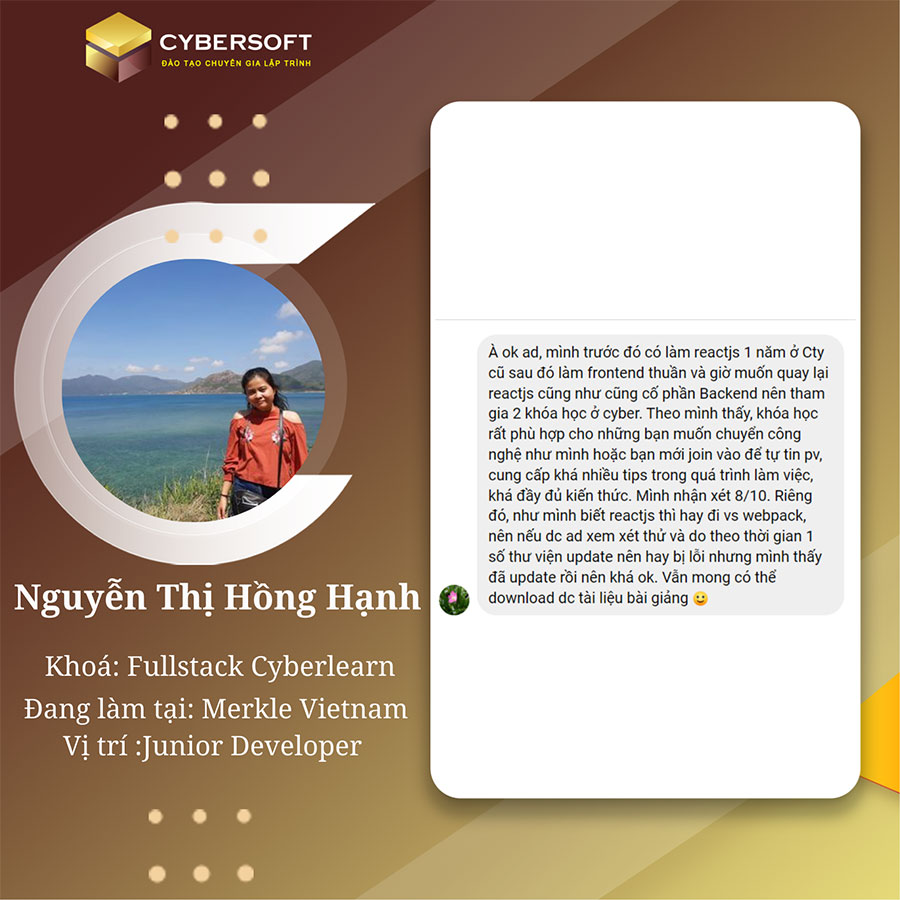 CYBERSOFT
ĐÀO TẠO CHUYÊN GIA LẬP TRÌNH
Nguyễn Thị Hồng Hạnh
Khoá: Fullstack Cyberlearn
Đang làm tại: Merkle Vietnam
Vị trí :Junior Developer
À ok ad, mình trước đó có làm reactjs 1 năm ở Cty
cũ sau đó làm frontend thuần và giờ muốn quay lại
reactjs cũng như cũng cố phần Backend nên tham
gia 2 khóa học ở cyber. Theo mình thấy, khóa học
rất phù hợp cho những bạn muốn chuyển công
nghệ như mình hoặc bạn mới join vào để tự tin pv,
cung cấp khá nhiều tips trong quá trình làm việc,
khá đầy đủ kiến thức. Mình nhận xét 8/10. Riêng
đó, như mình biết reactjs thì hay đi vs webpack,
nên nếu dc ad xem xét thử và do theo thời gian 1
số thư viện update nên hay bị lỗi nhưng mình thấy
đã update rồi nên khá ok. Vẫn mong có thể
download dc tài liệu bài giảng 🙂